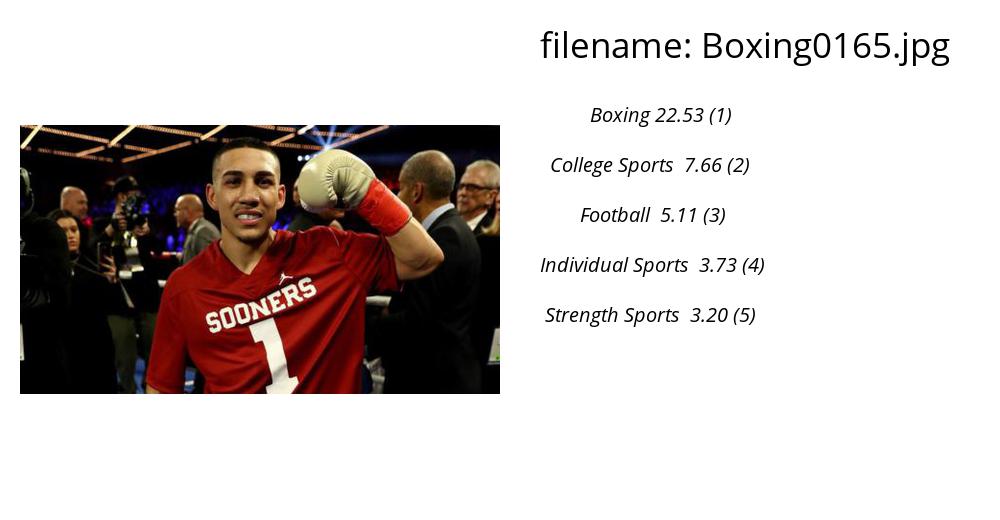 filename: Boxing0165.jpg
Boxing 22.53 (1)
College Sports 7.66 (2)
Football 5.11 (3)
Individual Sports 3.73 (4)
Strength Sports 3.20 (5)
SOONERS
1